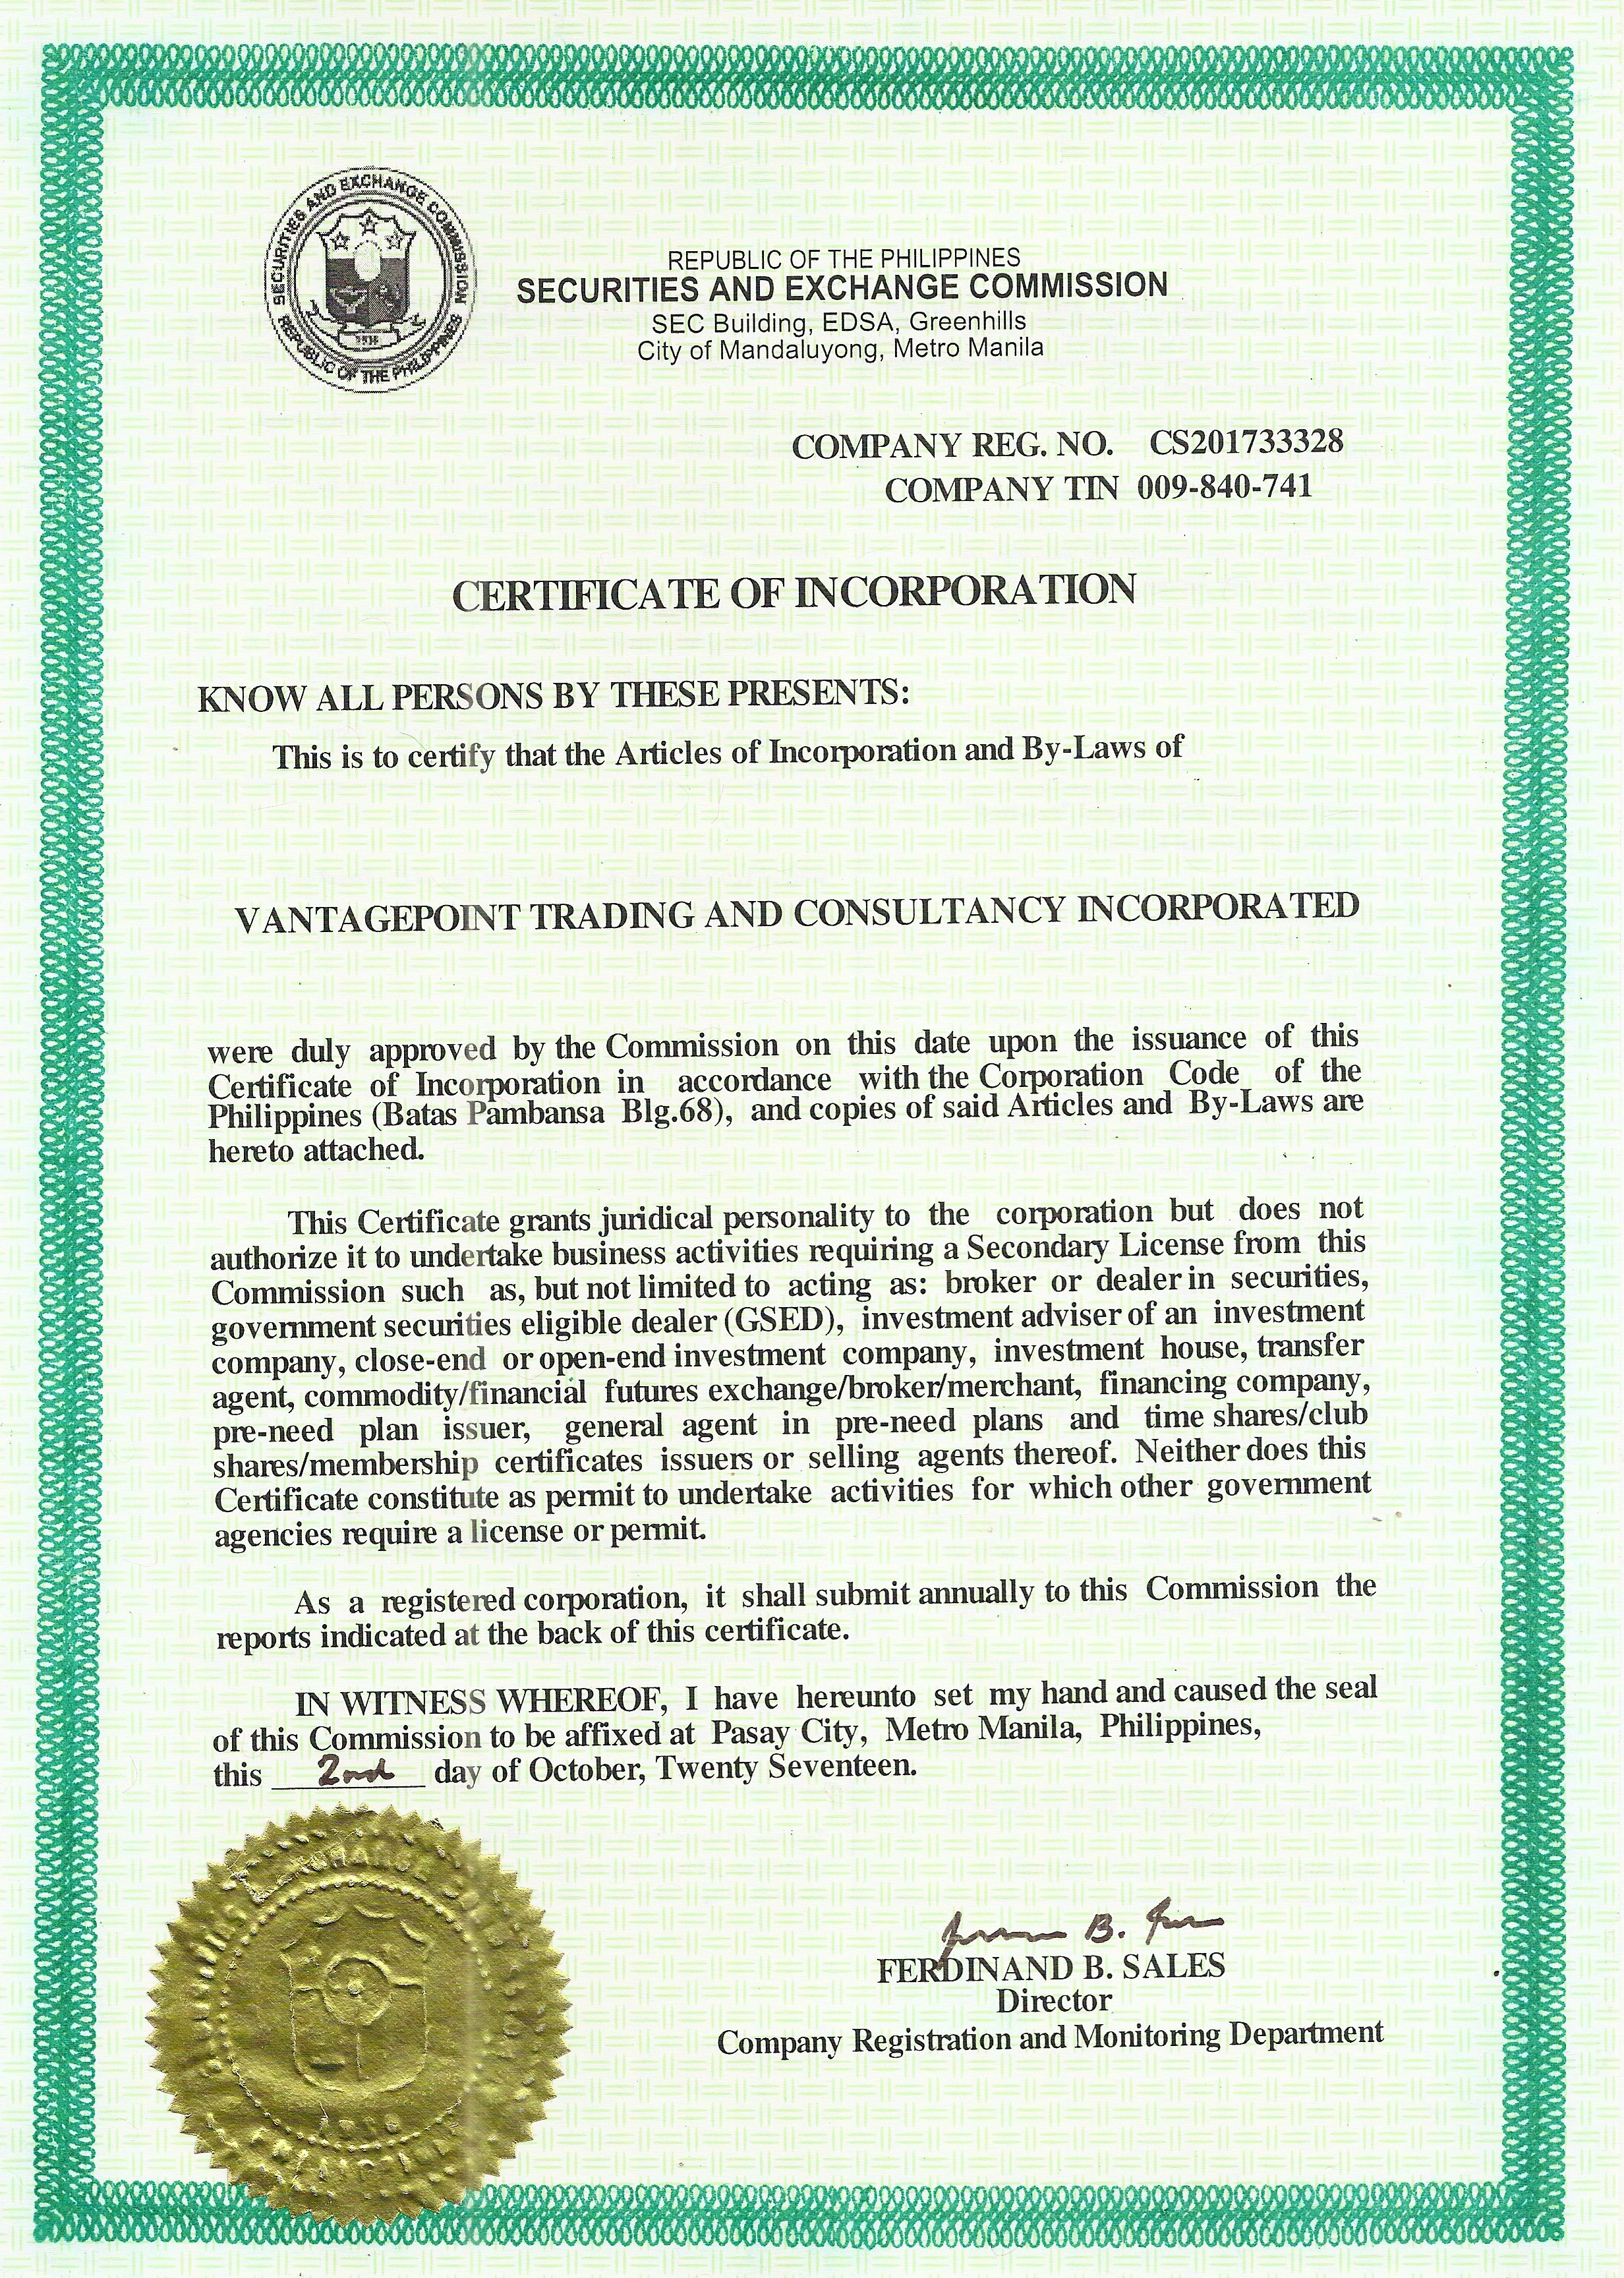 SECURITIES AND EXCHANGE COMMISSION
REPUBLIC OF THE PHILIPPINES
1936
REPUBLIC OF THE PHILIPPINES
SECURITIES AND EXCHANGE COMMISSION
SEC Building, EDSA, Greenhills
City of Mandaluyong, Metro Manila
COMPANY REG. NO. CS201733328
COMPANY TIN 009-840-741
CERTIFICATE OF INCORPORATION
KNOW ALL PERSONS BY THESE PRESENTS:
This is to certify that the Articles of Incorporation and By-Laws of
VANTAGEPOINT TRADING AND CONSULTANCY INCORPORATED
were duly approved by the Commission on this date upon the issuance of this
Certificate of Incorporation in accordance with the Corporation Code of the
Philippines (Batas Pambansa Blg.68), and copies of said Articles and By-Laws are
hereto attached.
This Certificate grants juridical personality to the corporation but does not
authorize it to undertake business activities requiring a Secondary License from this
Commission such as, but not limited to acting as: broker or dealer in securities,
government securities eligible dealer (GSED), investment adviser of an investment
company, close-end or open-end investment company, investment house, transfer
agent, commodity/financial futures exchange/broker/merchant, financing company,
pre-need plan issuer, general agent in pre-need plans and time shares/club
shares/membership certificates issuers or selling agents thereof. Neither does this
Certificate constitute as permit to undertake activities for which other government
agencies require a license or permit.
As a registered corporation, it shall submit annually to this Commission the
reports indicated at the back of this certificate.
IN WITNESS WHEREOF, I have hereunto set my hand and caused the seal
of this Commission to be affixed at Pasay City, Metro Manila, Philippines,
this 2nd day of October, Twenty Seventeen.
FERDINAND B. SALES
Director
Company Registration and Monitoring Department